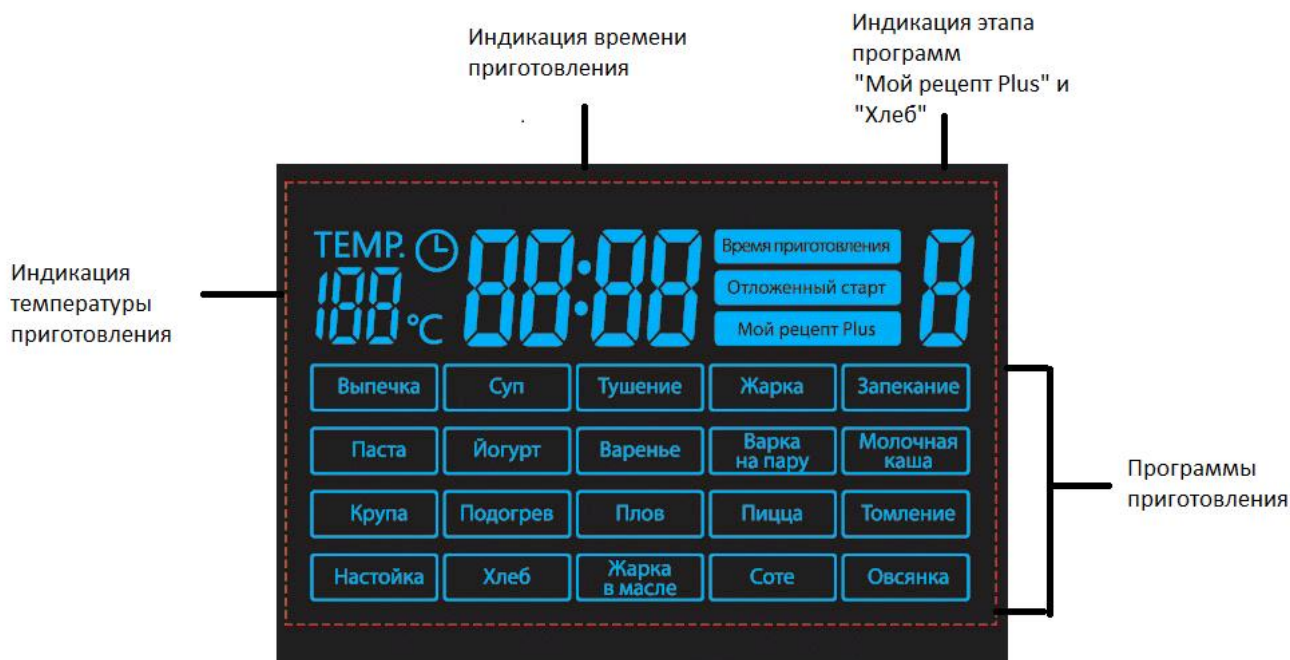 Индикация времени
приготовления
.
Индикация этапа
программ
"Мой рецепт Plus" и
"Хлеб"
Индикация
температуры
приготовления
TEMP.
188 °C
88:88
Время приготовления
Отложенный старт
Мой рецепт Plus
8
Выпечка Суп Тушение Жарка Запекание
Паста Йогурт Варенье Варка на пару Молочная каша
Крупа Подогрев Плов Пицца Томление
Настойка Хлеб Жарка в масле Соте Овсянка
Программы
приготовления